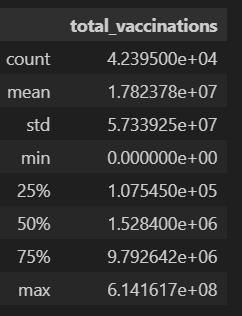 total_vaccinations
count 4.239500e+04
mean 1.782378e+07
std 5.733925e+07
min 0.000000e+00
25% 1.075450e+05
50% 1.528400e+06
75% 9.792642e+06
max 6.141617e+08